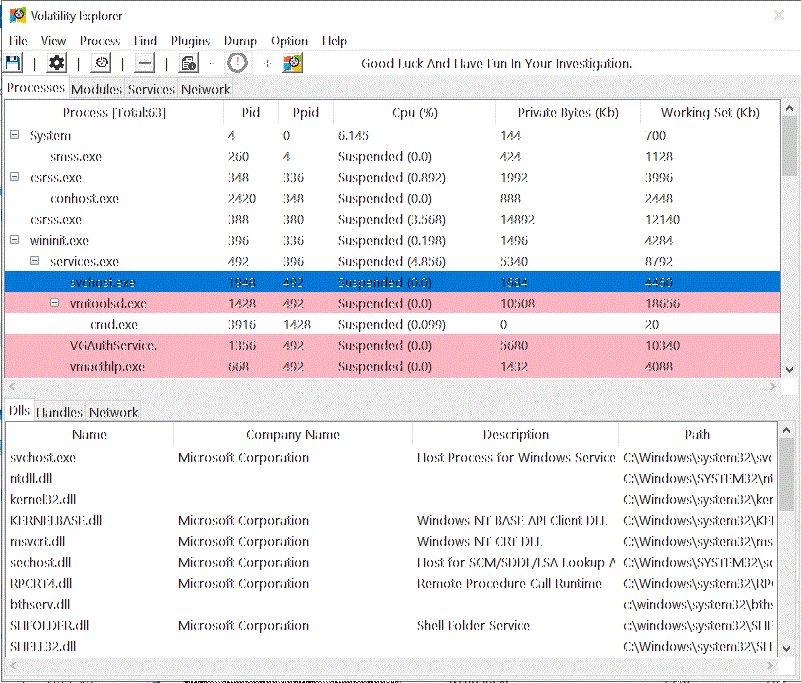 Volatility Explorer
File View Process Find Plugins Dump Option Help
Good Luck And Have Fun In Your Investigation.
Processes Modules Services Network
Process [Total:63] Pid Ppid Cpu (%) Private Bytes (Kb) Working Set (Kb)
System 4 0 6.145 144 700
smss.exe 260 4 Suspended (0.0) 424 1128
csrss.exe 348 336 Suspended (0.892) 1992 3996
conhost.exe 2420 348 Suspended (0.0) 888 2448
csrss.exe 388 380 Suspended (3.568) 14892 12140
wininit.exe 396 336 Suspended (0.198) 1496 4284
services.exe 492 396 Suspended (4.856) 5340 8792
svchost.exe 492 Suspended (0.0)
vmtoolsd.exe 1428 492 Suspended (0.0) 10508 18656
cmd.exe 3916 1428 Suspended (0.099) 0 20
VGAuthService. 1356 492 Suspended (0.0) 5680 10340
vmacthlp.exe 668 492 Suspended (0.0) 1432 4088
Dlls Handles Network
Name Company Name Description Path
svchost.exe Microsoft Corporation Host Process for Windows Service C:\Windows\system32\svc
ntdll.dll C:\Windows\SYSTEM32\nt
kernel32.dll C:\Windows\system32\ker
KERNELBASE.dll Microsoft Corporation Windows NT BASE API Client DLL C:\Windows\system32\KE
msvcrt.dll Microsoft Corporation Windows NT CRT DLL C:\Windows\system32\ms
sechost.dll Microsoft Corporation Host for SCM/SDDL/LSA Lookup A C:\Windows\SYSTEM32\se
RPCRT4.dll Microsoft Corporation Remote Procedure Call Runtime C:\Windows\system32\RPC
bthserv.dll c:\windows\system32\bths
SHFOLDER.dll Microsoft Corporation Shell Folder Service C:\Windows\system32\SHF
SHELL32.dll C:\Windows\system32\SHE